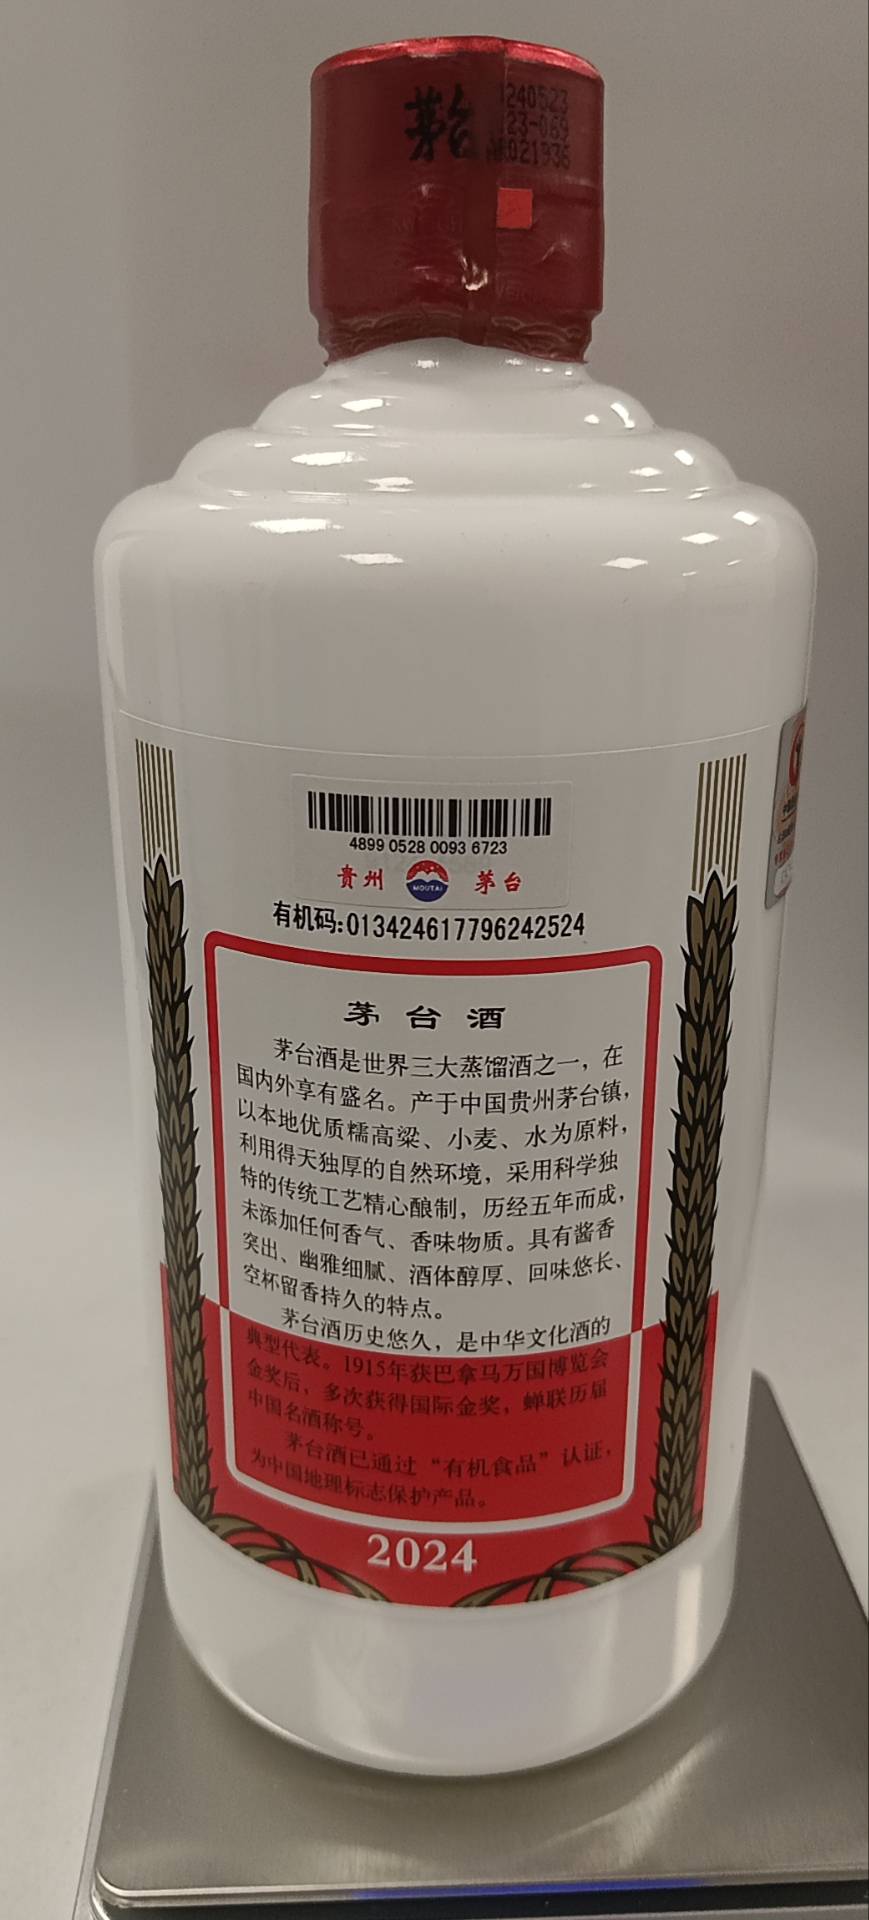 茅台
240523
23-069
021936
4899 0528 0093 6723
贵州 MOUTAI 茅台
有机码:013424617796242524
茅台酒
茅台酒是世界三大蒸馏酒之一，在
国内外享有盛名。产于中国贵州茅台镇，
以本地优质糯高粱、小麦、水为原料，
利用得天独厚的自然环境，采用科学独
特的传统工艺精心酿制，历经五年而成，
未添加任何香气、香味物质。具有酱香
突出、幽雅细腻、酒体醇厚、回味悠长、
空杯留香持久的特点。
茅台酒历史悠久，是中华文化酒的
典型代表。1915年获巴拿马万国博览会
金奖后，多次获得国际金奖，蝉联历届
中国名酒称号。
茅台酒已通过“有机食品”认证，
为中国地理标志保护产品。
2024